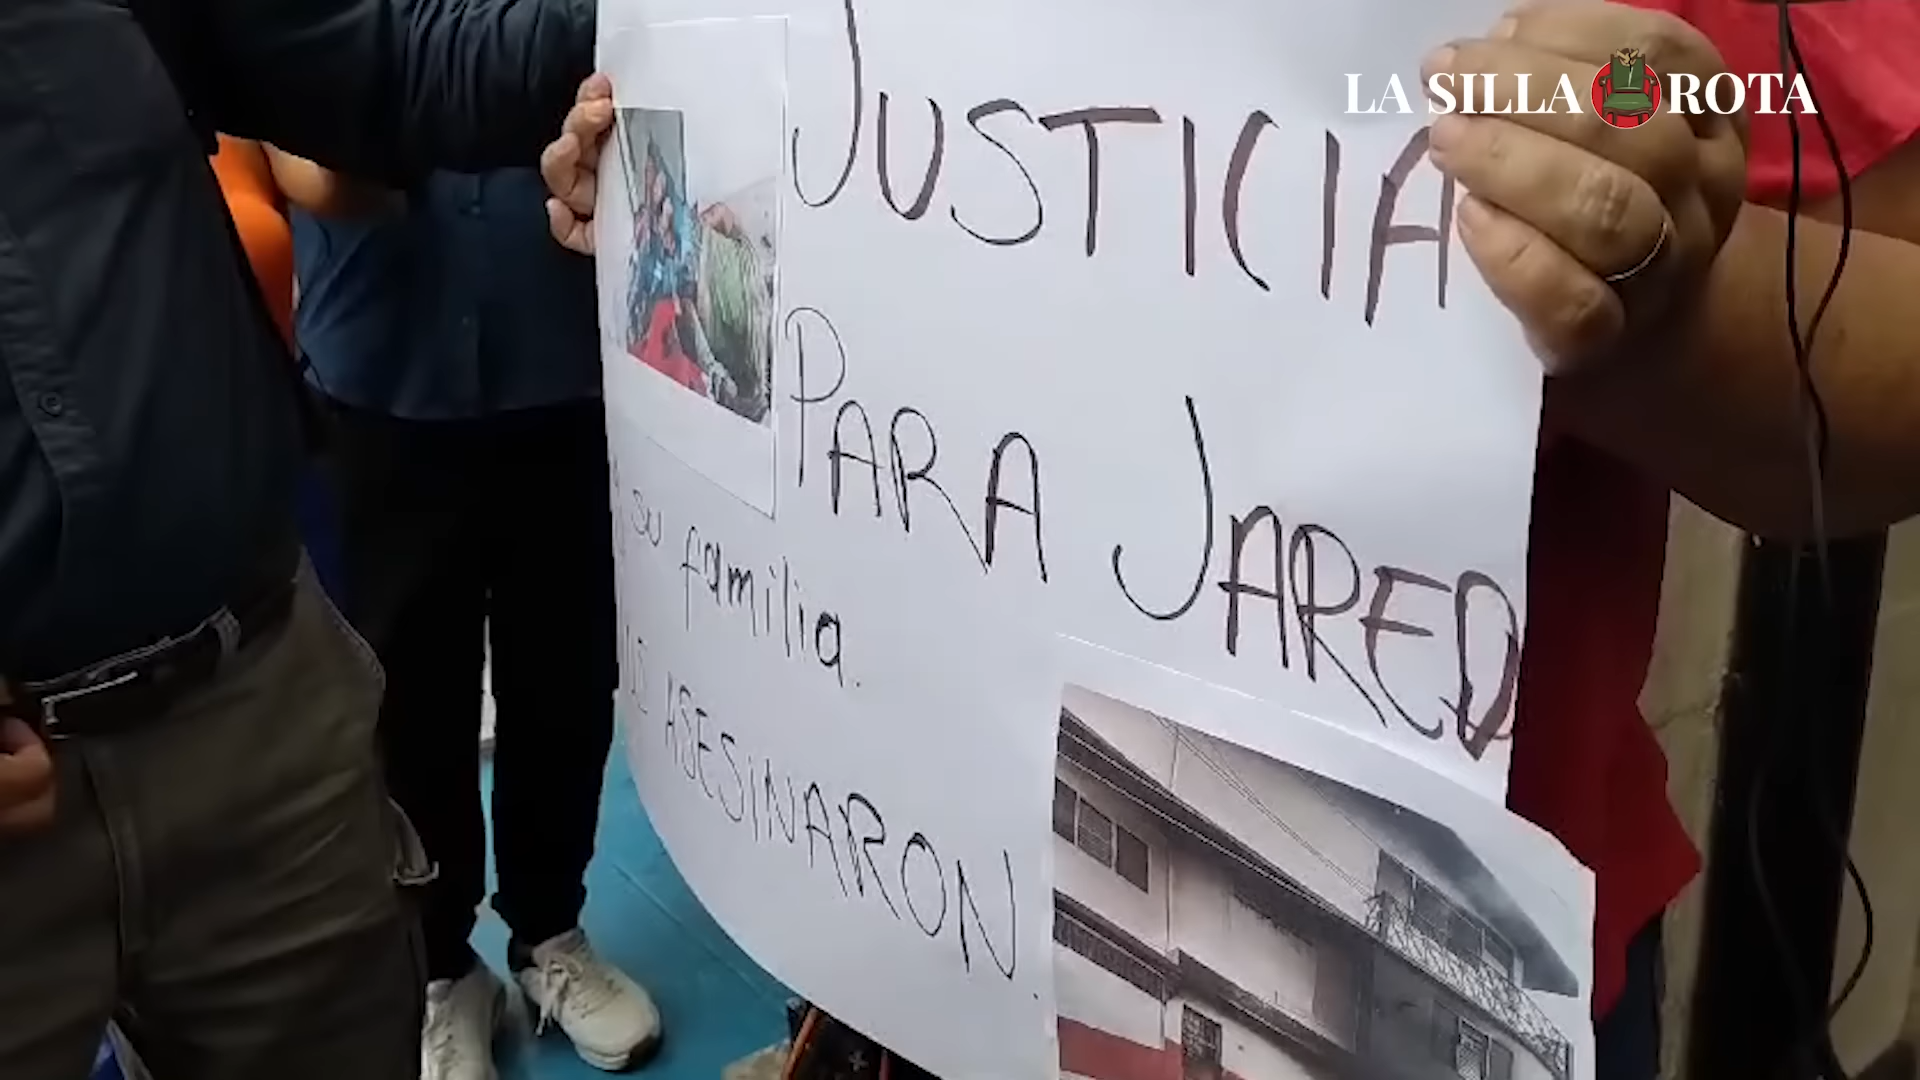 LA SILLA ROTA
JUSTICIA
PARA JARED
su familia.
ASESINARON.